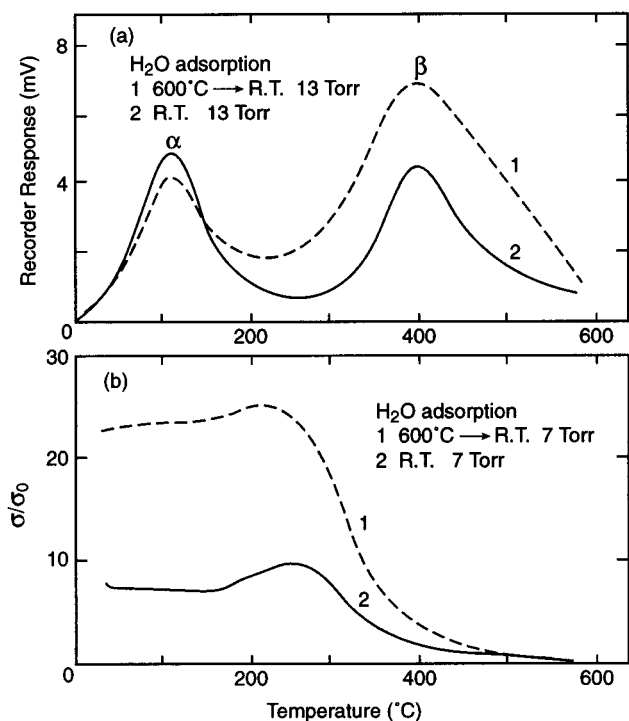 (a)
H₂O adsorption
1 600°C → R.T. 13 Torr
2 R.T. 13 Torr
α
β
1
2
Recorder Response (mV)
8
4
0
0 200 400 600
(b)
H₂O adsorption
1 600°C → R.T. 7 Torr
2 R.T. 7 Torr
1
2
σ/σ₀
30
20
10
0
0 200 400 600
Temperature (°C)